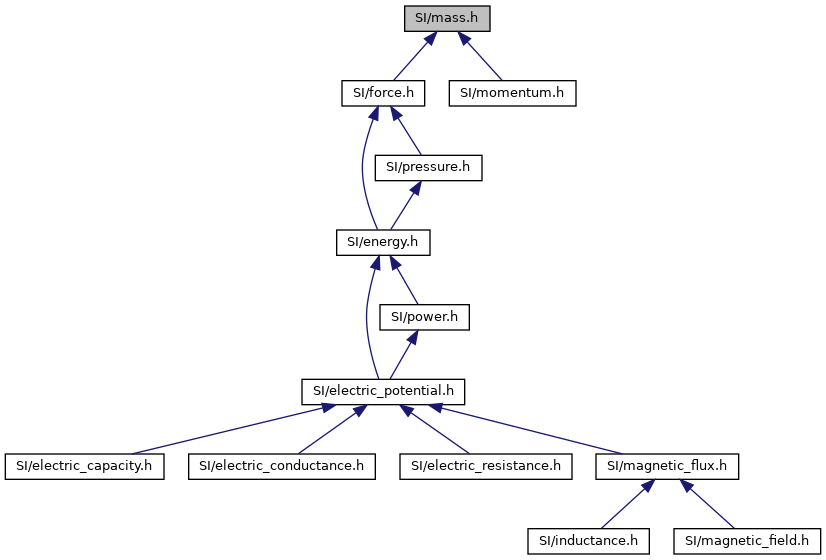 SI/mass.h
SI/force.h
SI/momentum.h
SI/pressure.h
SI/energy.h
SI/power.h
SI/electric_potential.h
SI/electric_capacity.h
SI/electric_conductance.h
SI/electric_resistance.h
SI/magnetic_flux.h
SI/inductance.h
SI/magnetic_field.h